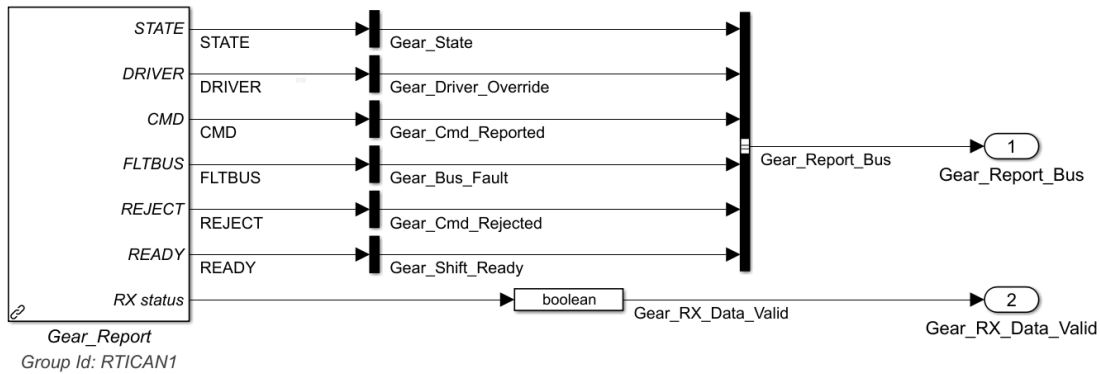 STATE
STATE
Gear_State
DRIVER
DRIVER
Gear_Driver_Override
CMD
CMD
Gear_Cmd_Reported
FLTBUS
FLTBUS
Gear_Bus_Fault
Gear_Report_Bus
1
Gear_Report_Bus
REJECT
REJECT
Gear_Cmd_Rejected
READY
READY
Gear_Shift_Ready
RX status
boolean
Gear_RX_Data_Valid
2
Gear_RX_Data_Valid
Gear_Report
Group Id: RTICAN1